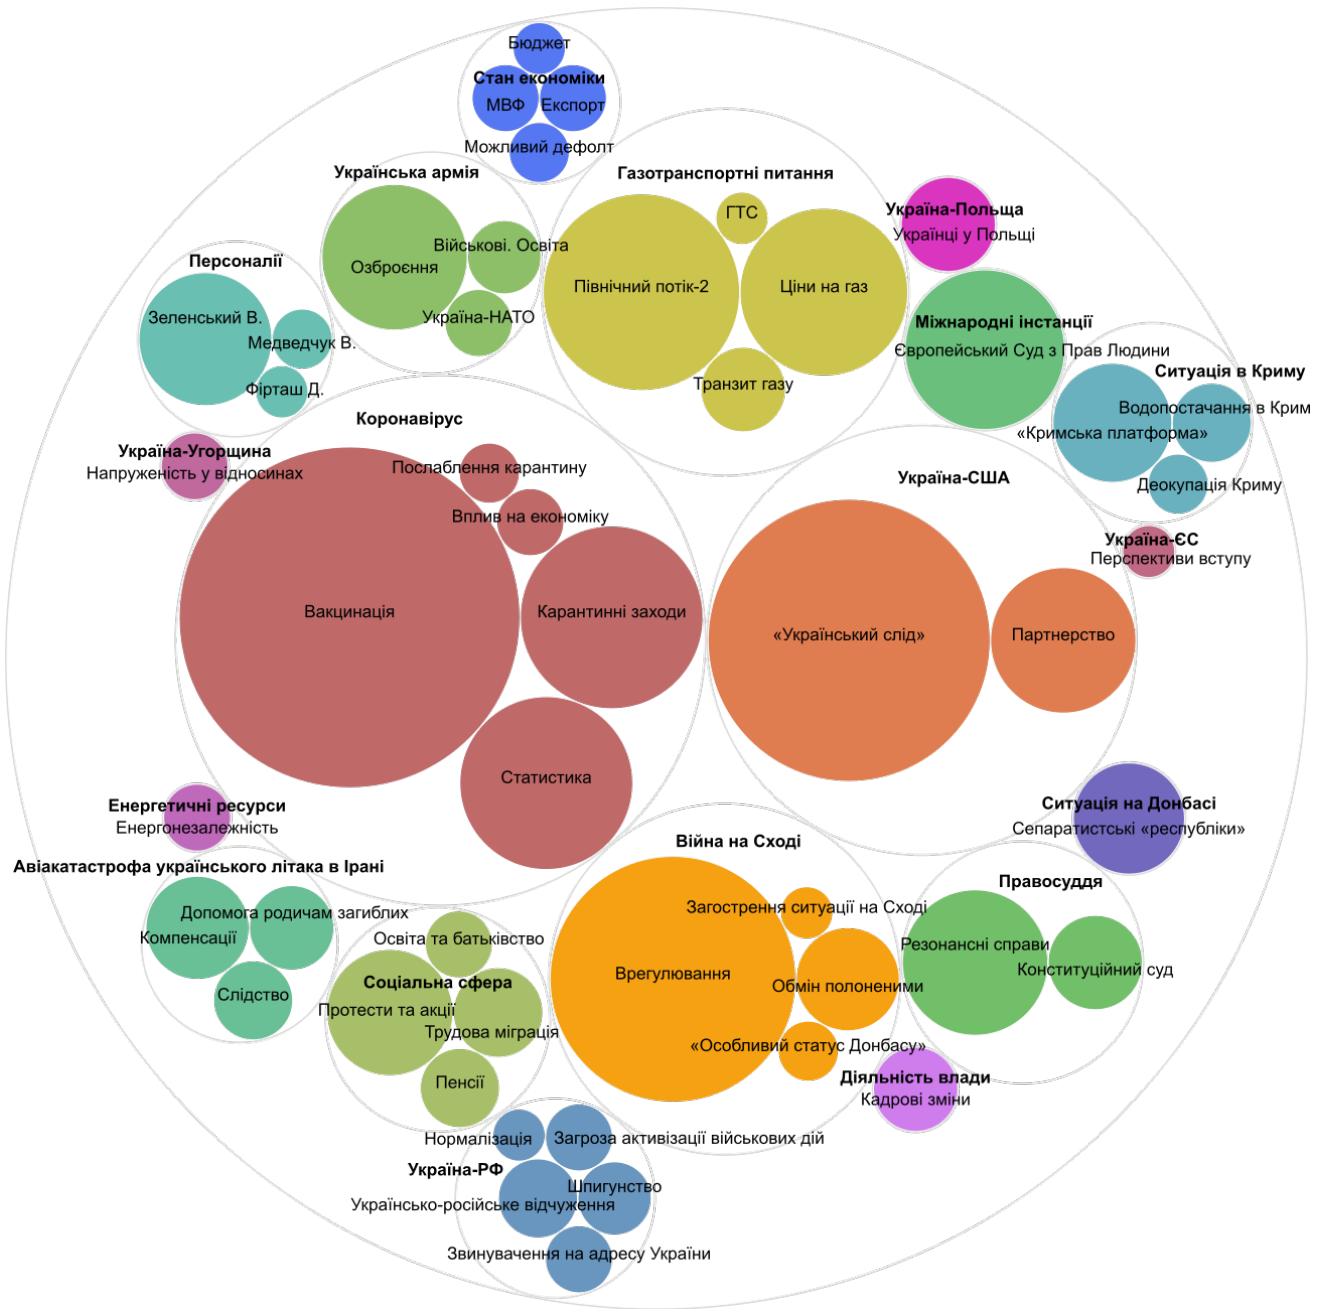 Бюджет
Стан економіки
МВФ
Експорт
Можливий дефолт
Українська армія
Озброєння
Військові. Освіта
Україна-НАТО
Газотранспортні питання
ГТС
Північний потік-2
Ціни на газ
Транзит газу
Україна-Польща
Українці у Польщі
Міжнародні інстанції
Європейський Суд з Прав Людини
Персоналії
Зеленський В.
Медведчук В.
Фірташ Д.
Ситуація в Криму
Водопостачання в Крим
«Кримська платформа»
Деокупація Криму
Україна-Угорщина
Напруженість у відносинах
Коронавірус
Послаблення карантину
Вплив на економіку
Вакцинація
Карантинні заходи
Статистика
Україна-США
«Український слід»
Партнерство
Україна-ЄС
Перспективи вступу
Енергетичні ресурси
Енергонезалежність
Ситуація на Донбасі
Сепаратистські «республіки»
Авіакатастрофа українського літака в Ірані
Допомога родичам загиблих
Компенсації
Слідство
Соціальна сфера
Освіта та батьківство
Протести та акції
Трудова міграція
Пенсії
Війна на Сході
Загострення ситуації на Сході
Врегулювання
Обмін полоненими
«Особливий статус Донбасу»
Правосуддя
Резонансні справи
Конституційний суд
Діяльність влади
Кадрові зміни
Україна-РФ
Нормалізація
Загроза активізації військових дій
Шпигунство
Українсько-російське відчуження
Звинувачення на адресу України